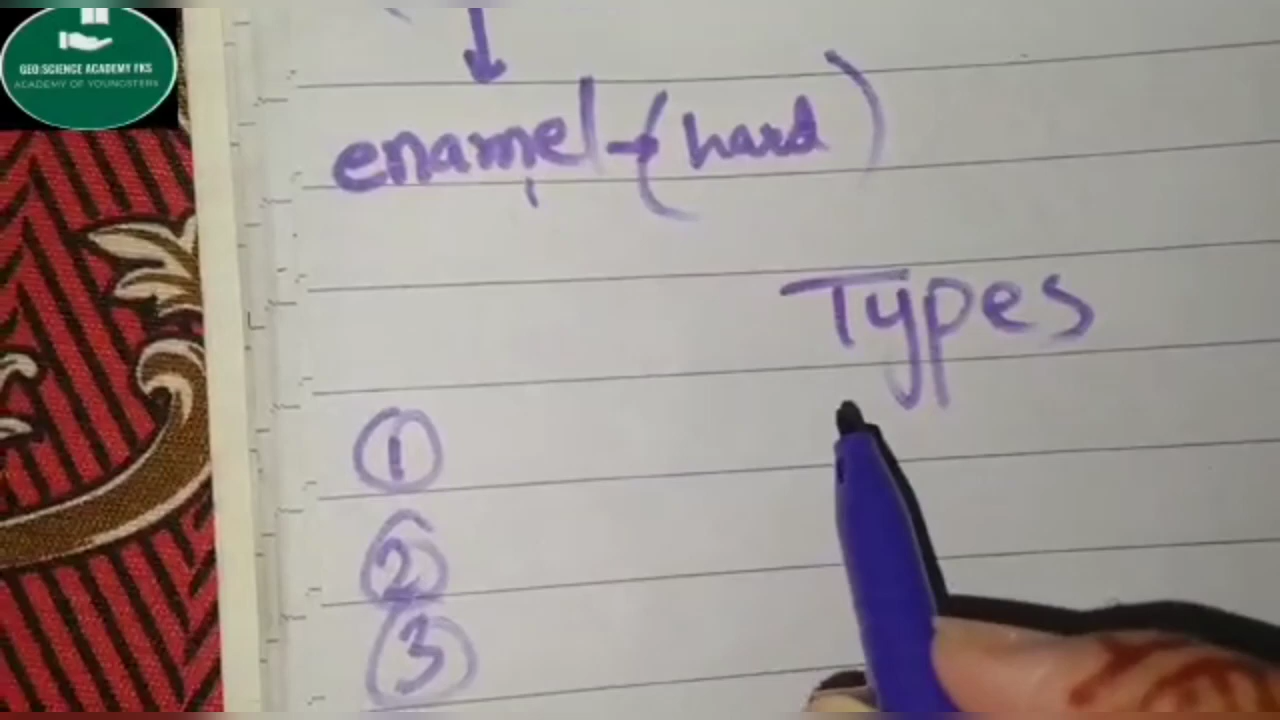 GEO SCIENCE ACADEMY FKS
ACADEMY OF YOUNGSTERS
enamel-(hard)
Types
1
2
3